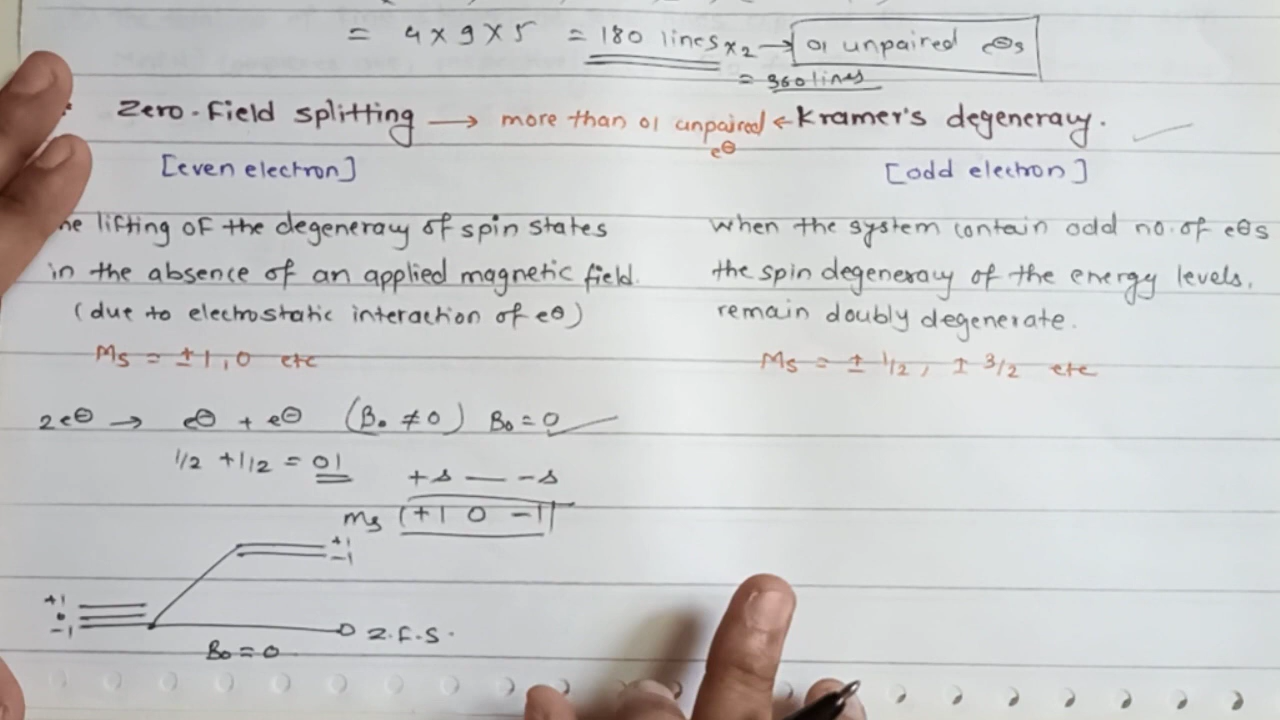 = 4 x 9 x 5 = 180 lines x 2 → 01 unpaired e⊖s
= 360 lines
Zero-Field splitting → more than 01 unpaired e⊖ ← Kramer's degeneracy.
[even electron] [odd electron]
he lifting of the degeneracy of spin states
in the absence of an applied magnetic field.
(due to electrostatic interaction of e⊖)
Ms = ±1, 0 etc
when the system contain odd no. of e⊖s
the spin degeneracy of the energy levels,
remain doubly degenerate.
Ms = ± 1/2, ± 3/2 etc
2e⊖ → e⊖ + e⊖ (B₀ ≠ 0) B₀ = 0
1/2 + 1/2 = 01
+s — -s
ms +1 0 -1
+1
-1
+1
0
-1
Z.F.S.
B₀ = 0